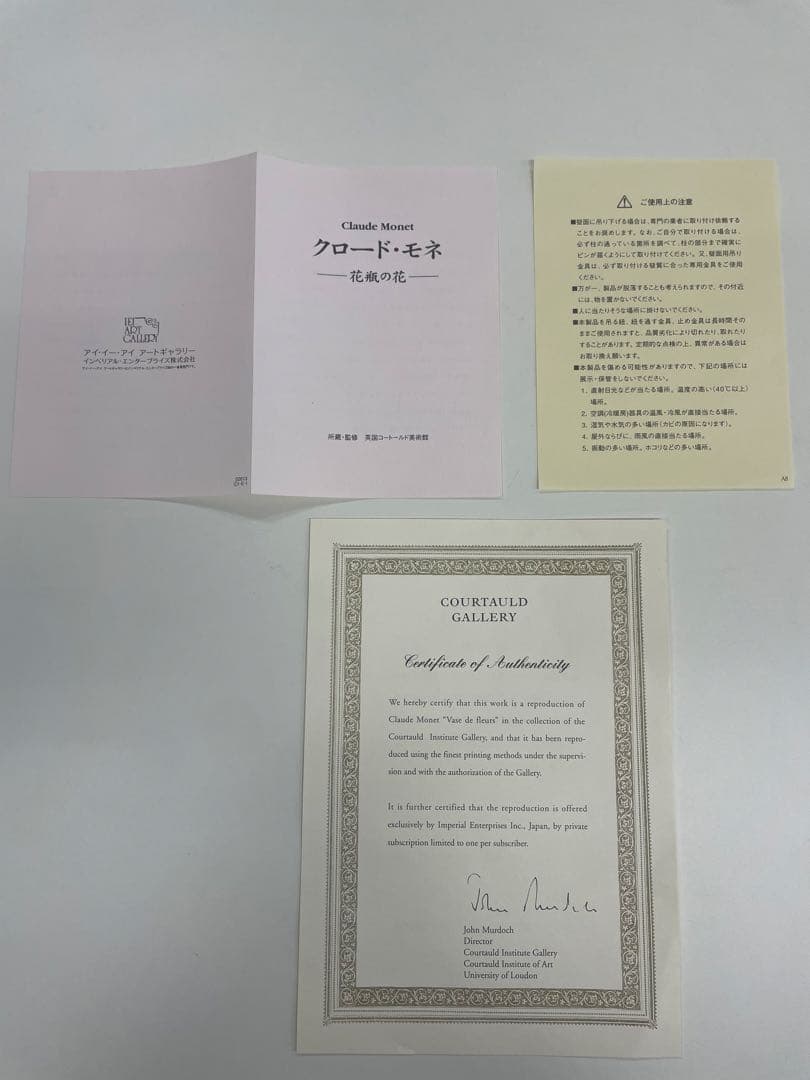 Claude Monet
クロード・モネ
花瓶の花
所蔵・監修 英国コートールド美術館
IEI
ART
GALLERY
アイ・イー・アイ アートギャラリー
インペリアル・エンタープライズ株式会社
ご使用上の注意
■壁面に吊り下げる場合は、専門の業者に取り付け依頼する
ことをお奨めします。なお、ご自分で取り付ける場合は、
必ず柱の通っている箇所を調べて、柱の部分まで確実に
ピンが届くようにして取り付けてください。又、壁面用吊り
金具は、必ず取り付ける壁質に合った専用金具をご使用
ください。
■万が一、製品が脱落することも考えられますので、その付近
には、物を置かないでください。
■人に当たりそうな場所に掛けないでください。
■本製品を吊る紐、紐を通す金具、止め金具は長時間その
ままご使用されますと、品質劣化により切れたり、取れたり
することがあります。定期的な点検の上、異常がある場合は
お取り換え願います。
■本製品を傷める可能性がありますので、下記の場所には
展示・保管をしないでください。
1. 直射日光などが当たる場所。温度の高い(40℃以上)
場所。
2. 空調(冷暖房)器具の温風・冷風が直接当たる場所。
3. 湿気や水気の多い場所(カビの原因になります)。
4. 屋外ならびに、雨風の直接当たる場所。
5. 振動の多い場所。ホコリなどの多い場所。
A8
COURTAULD
GALLERY
Certificate of Authenticity
We hereby certify that this work is a reproduction of
Claude Monet "Vase de fleurs" in the collection of the
Courtauld Institute Gallery, and that it has been repro-
duced using the finest printing methods under the supervi-
sion and with the authorization of the Gallery.
It is further certified that the reproduction is offered
exclusively by Imperial Enterprises Inc., Japan, by private
subscription limited to one per subscriber.
John Murdoch
John Murdoch
Director
Courtauld Institute Gallery
Courtauld Institute of Art
University of Loudon